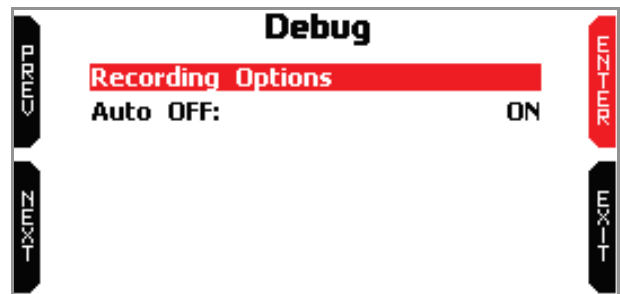 Debug
PREV
ENTER
Recording Options
Auto OFF: ON
NEXT
EXIT